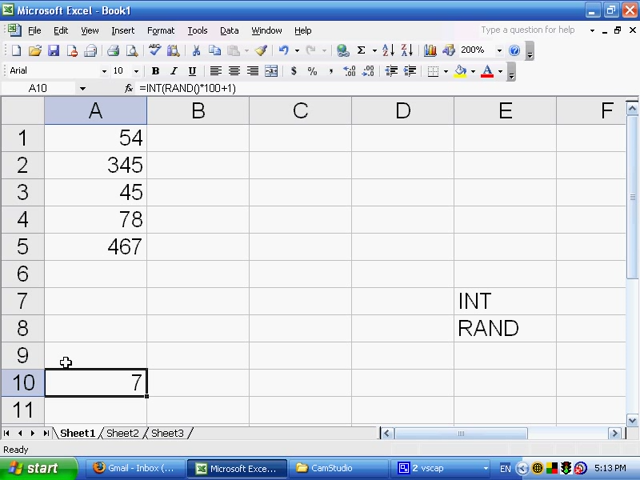 Microsoft Excel - Book1
File Edit View Insert Format Tools Data Window Help
Type a question for help
Σ 200%
Arial 10 B I U $ % ,
A10 fx =INT(RAND()*100+1)
A B C D E F
1 54
2 345
3 45
4 78
5 467
6
7 INT
8 RAND
9
10 7
11
Sheet1 Sheet2 Sheet3
Ready
start Gmail - Inbox (... Microsoft Exce... CamStudio 2 vscap EN 5:13 PM